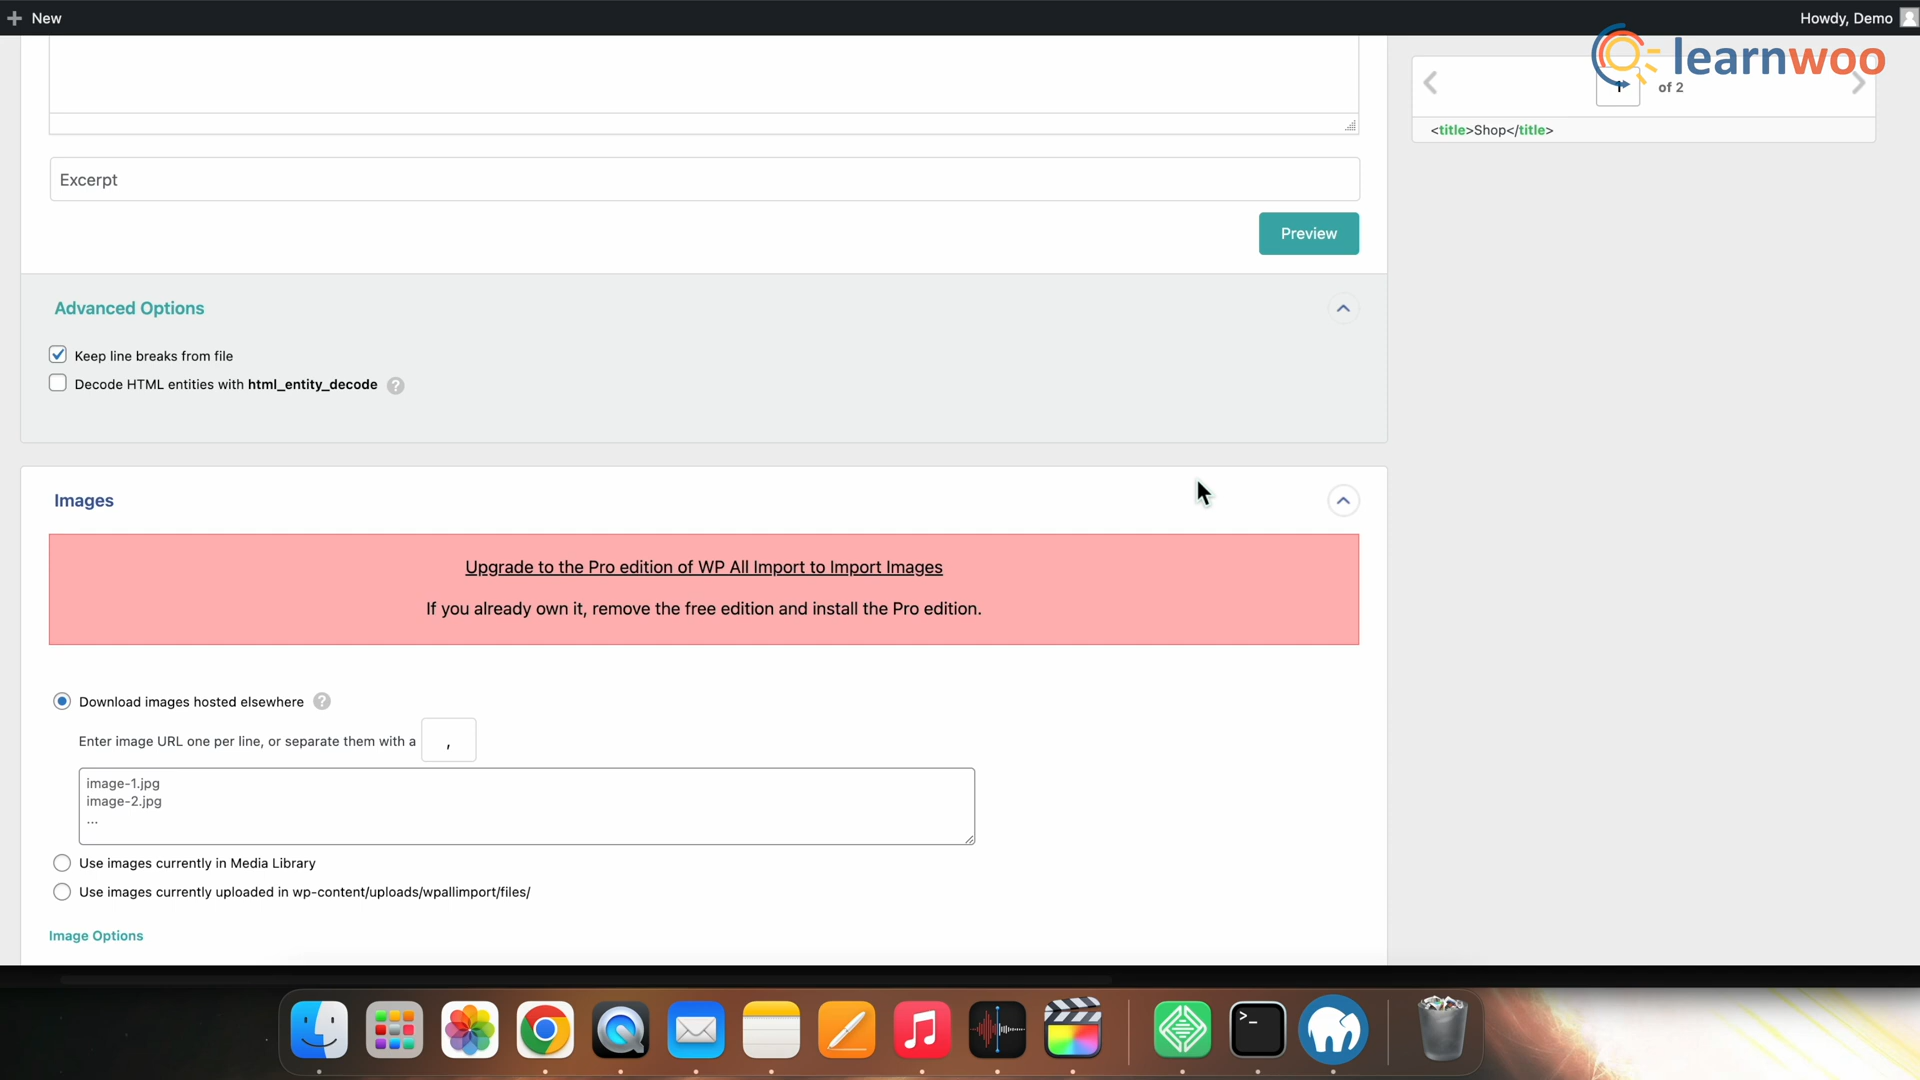 New
Howdy, Demo
learnwoo
1 of 2
<title>Shop</title>
Excerpt
Preview
Advanced Options
Keep line breaks from file
Decode HTML entities with html_entity_decode ?
Images
Upgrade to the Pro edition of WP All Import to Import Images
If you already own it, remove the free edition and install the Pro edition.
Download images hosted elsewhere ?
Enter image URL one per line, or separate them with a ,
image-1.jpg
image-2.jpg
...
Use images currently in Media Library
Use images currently uploaded in wp-content/uploads/wpallimport/files/
Image Options